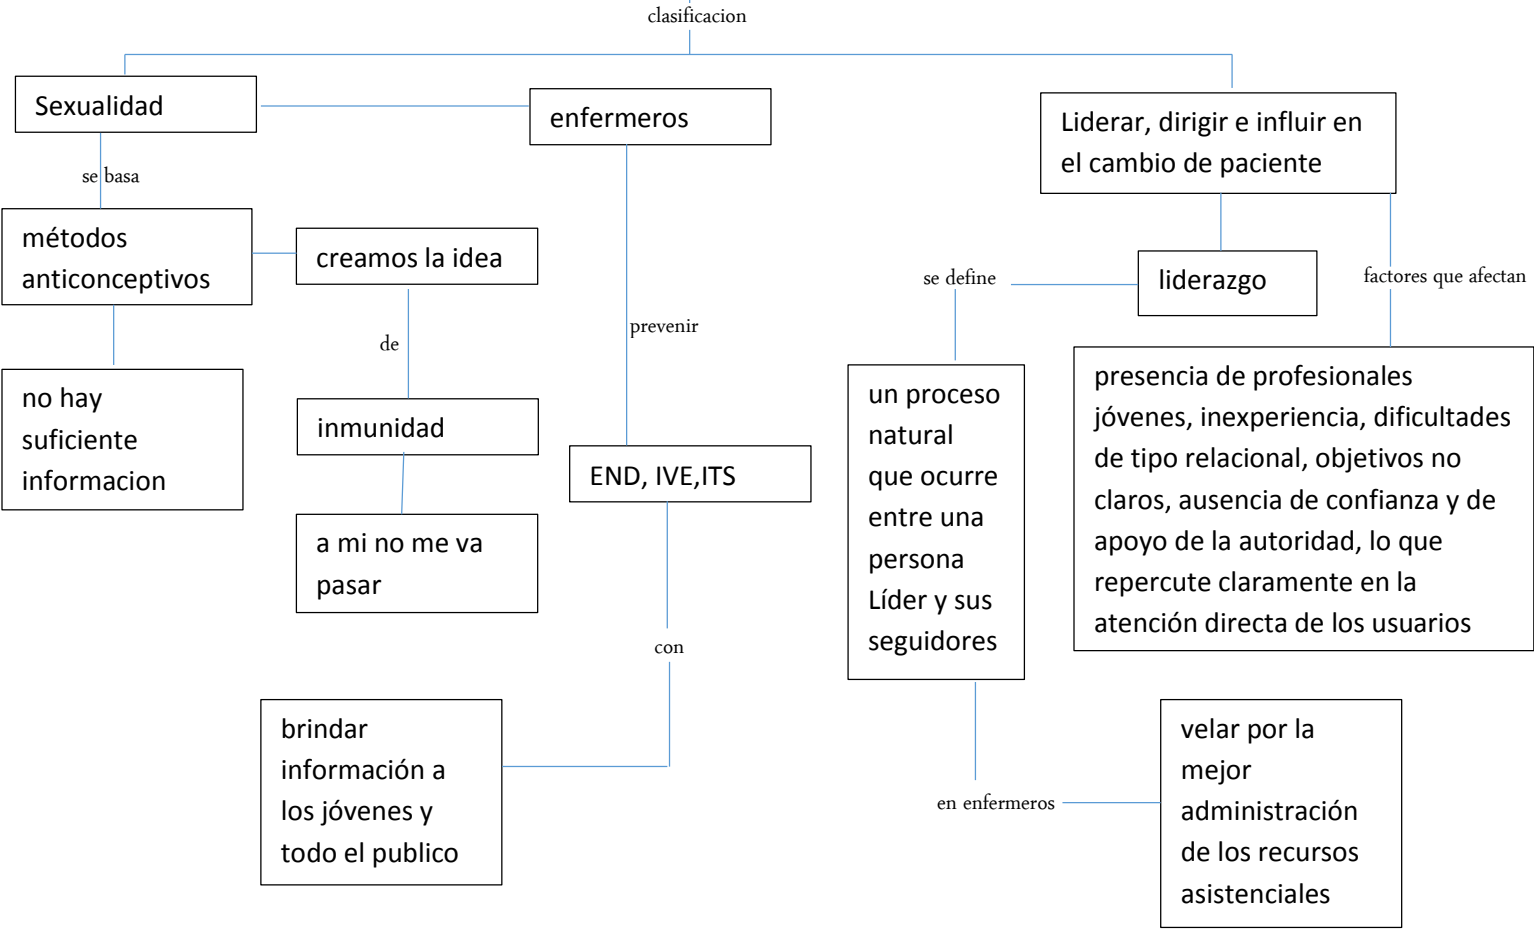 clasificacion
Sexualidad
enfermeros
Liderar, dirigir e influir en
el cambio de paciente
se basa
métodos
anticonceptivos
creamos la idea
se define
liderazgo
factores que afectan
de
prevenir
no hay
suficiente
informacion
inmunidad
a mi no me va
pasar
END, IVE,ITS
un proceso
natural
que ocurre
entre una
persona
Líder y sus
seguidores
presencia de profesionales
jóvenes, inexperiencia, dificultades
de tipo relacional, objetivos no
claros, ausencia de confianza y de
apoyo de la autoridad, lo que
repercute claramente en la
atención directa de los usuarios
con
brindar
información a
los jóvenes y
todo el publico
en enfermeros
velar por la
mejor
administración
de los recursos
asistenciales